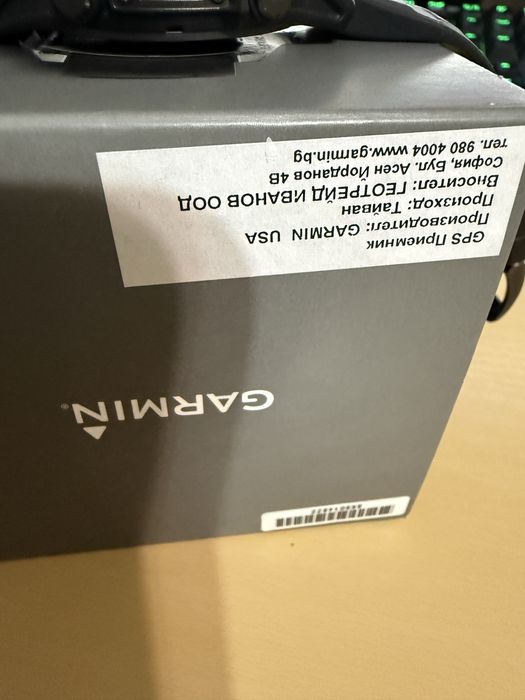 GPS Приемник
Производител: GARMIN USA
Произход: Тайван
Вносител: ГЕОТРЕЙД ИВАНОВ ООД
София, Бул. Асен Йорданов 4В
тел. 980 4004 www.garmin.bg
GARMIN®